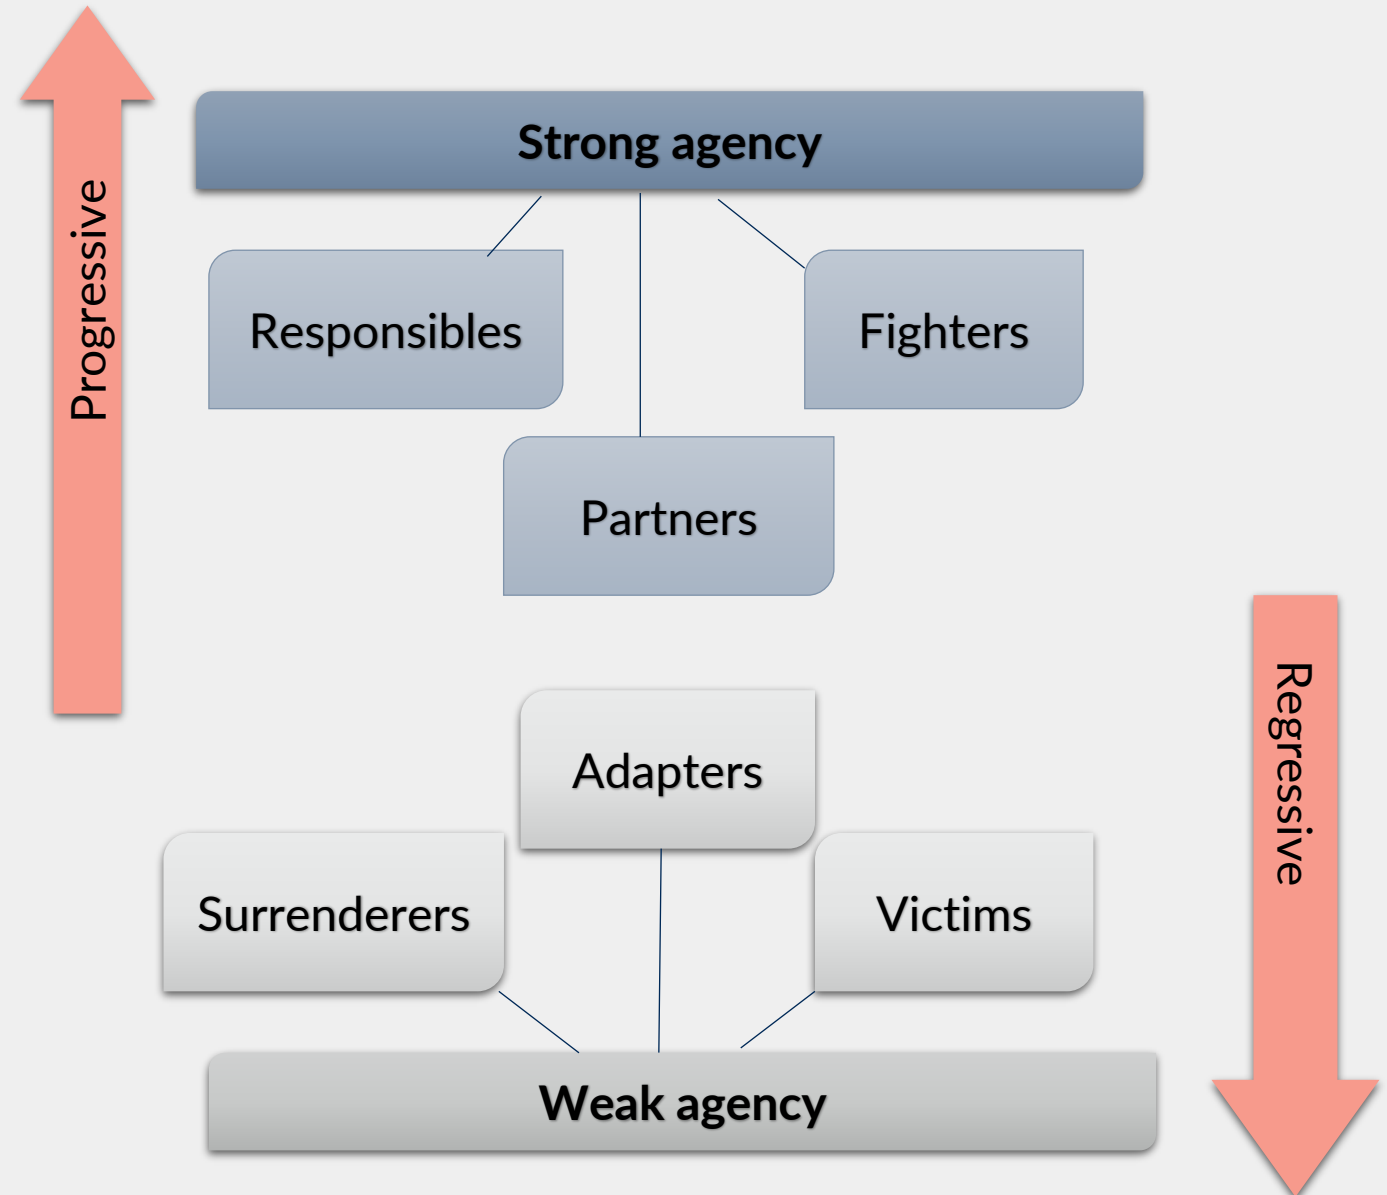 Progressive
Strong agency
Responsibles
Fighters
Partners
Regressive
Adapters
Surrenderers
Victims
Weak agency